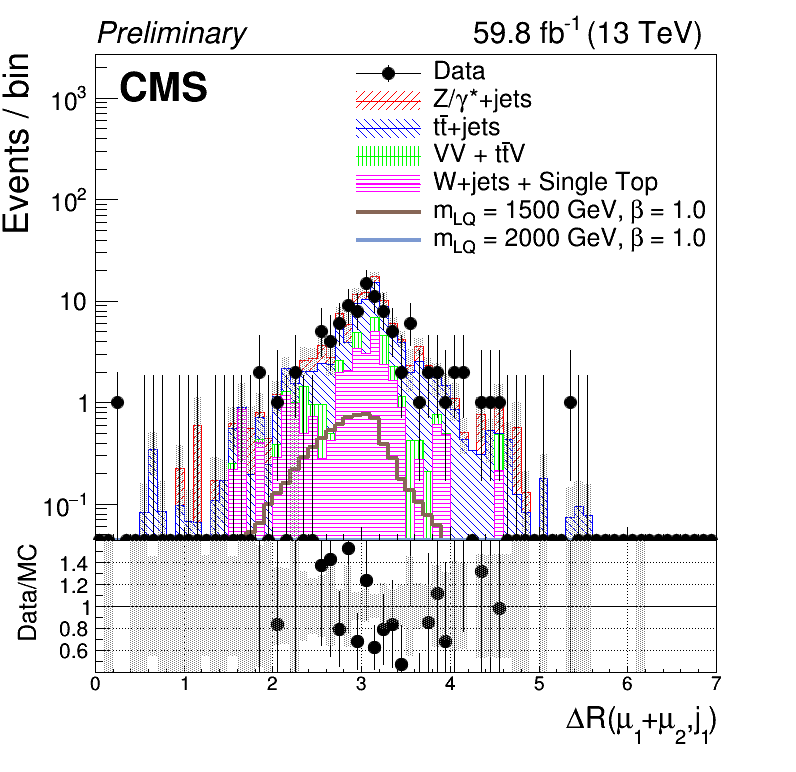 Preliminary 59.8 fb⁻¹ (13 TeV)
CMS
Data
Z/γ*+jets
tt̄+jets
VV + tt̄V
W+jets + Single Top
m_LQ = 1500 GeV, β = 1.0
m_LQ = 2000 GeV, β = 1.0
Events / bin
10³
10²
10
1
10⁻¹
Data/MC
1.4
1.2
1
0.8
0.6
0 1 2 3 4 5 6 7
ΔR(μ₁+μ₂,j₁)